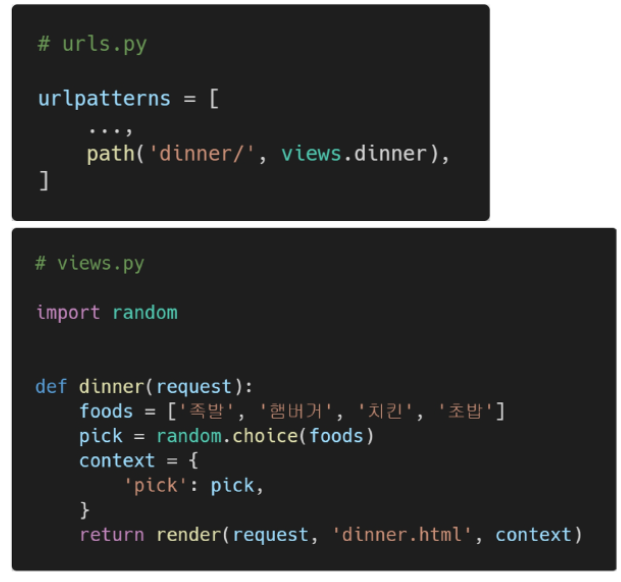 # urls.py
urlpatterns = [
    ...,
    path('dinner/', views.dinner),
]
# views.py
import random
def dinner(request):
    foods = ['족발', '햄버거', '치킨', '초밥']
    pick = random.choice(foods)
    context = {
        'pick': pick,
    }
    return render(request, 'dinner.html', context)